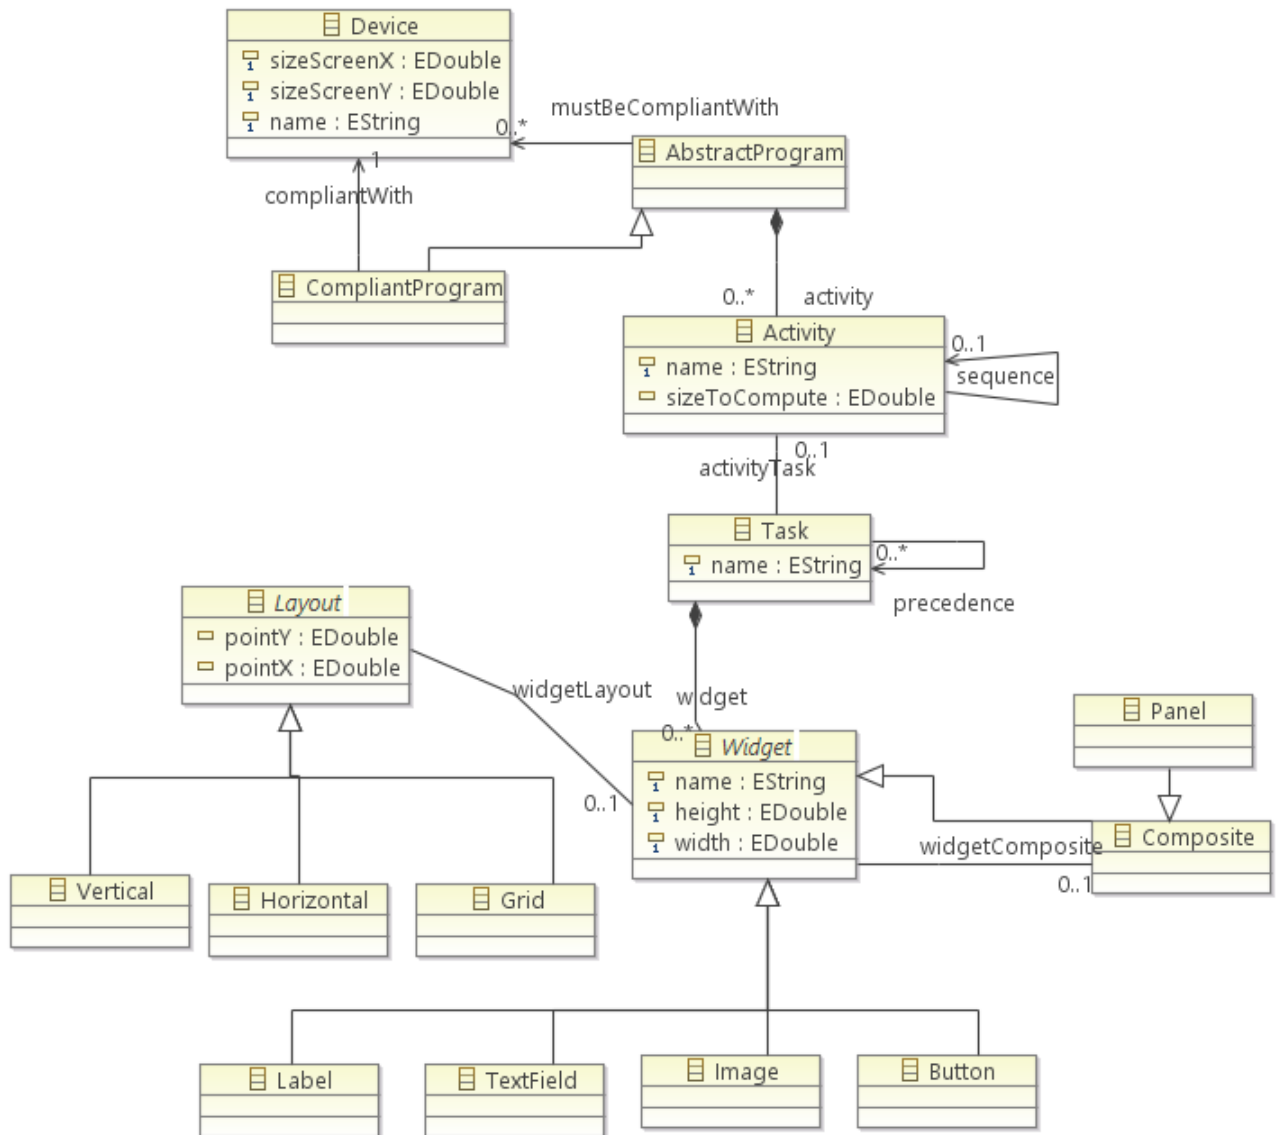 Device
sizeScreenX : EDouble
sizeScreenY : EDouble
name : EString
0..*
mustBeCompliantWith
AbstractProgram
1
compliantWith
CompliantProgram
0..*
activity
Activity
name : EString
sizeToCompute : EDouble
0..1
sequence
0..1
activityTask
Task
name : EString
0..*
precedence
Layout
pointY : EDouble
pointX : EDouble
widgetLayout
widget
0..*
0..1
Widget
name : EString
height : EDouble
width : EDouble
Panel
Composite
widgetComposite
0..1
Vertical
Horizontal
Grid
Label
TextField
Image
Button